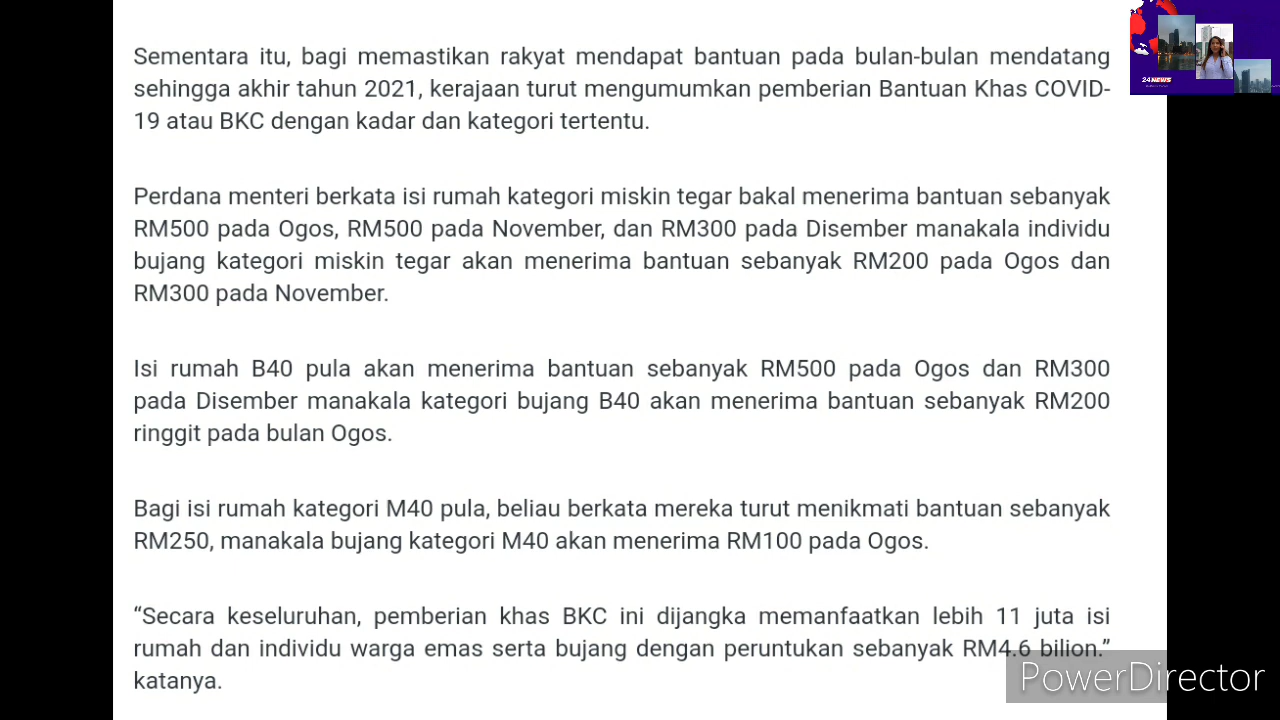 Sementara itu, bagi memastikan rakyat mendapat bantuan pada bulan-bulan mendatang
sehingga akhir tahun 2021, kerajaan turut mengumumkan pemberian Bantuan Khas COVID-
19 atau BKC dengan kadar dan kategori tertentu.
Perdana menteri berkata isi rumah kategori miskin tegar bakal menerima bantuan sebanyak
RM500 pada Ogos, RM500 pada November, dan RM300 pada Disember manakala individu
bujang kategori miskin tegar akan menerima bantuan sebanyak RM200 pada Ogos dan
RM300 pada November.
Isi rumah B40 pula akan menerima bantuan sebanyak RM500 pada Ogos dan RM300
pada Disember manakala kategori bujang B40 akan menerima bantuan sebanyak RM200
ringgit pada bulan Ogos.
Bagi isi rumah kategori M40 pula, beliau berkata mereka turut menikmati bantuan sebanyak
RM250, manakala bujang kategori M40 akan menerima RM100 pada Ogos.
“Secara keseluruhan, pemberian khas BKC ini dijangka memanfaatkan lebih 11 juta isi
rumah dan individu warga emas serta bujang dengan peruntukan sebanyak RM4.6 bilion.”
katanya.
24 NEWS
PowerDirector